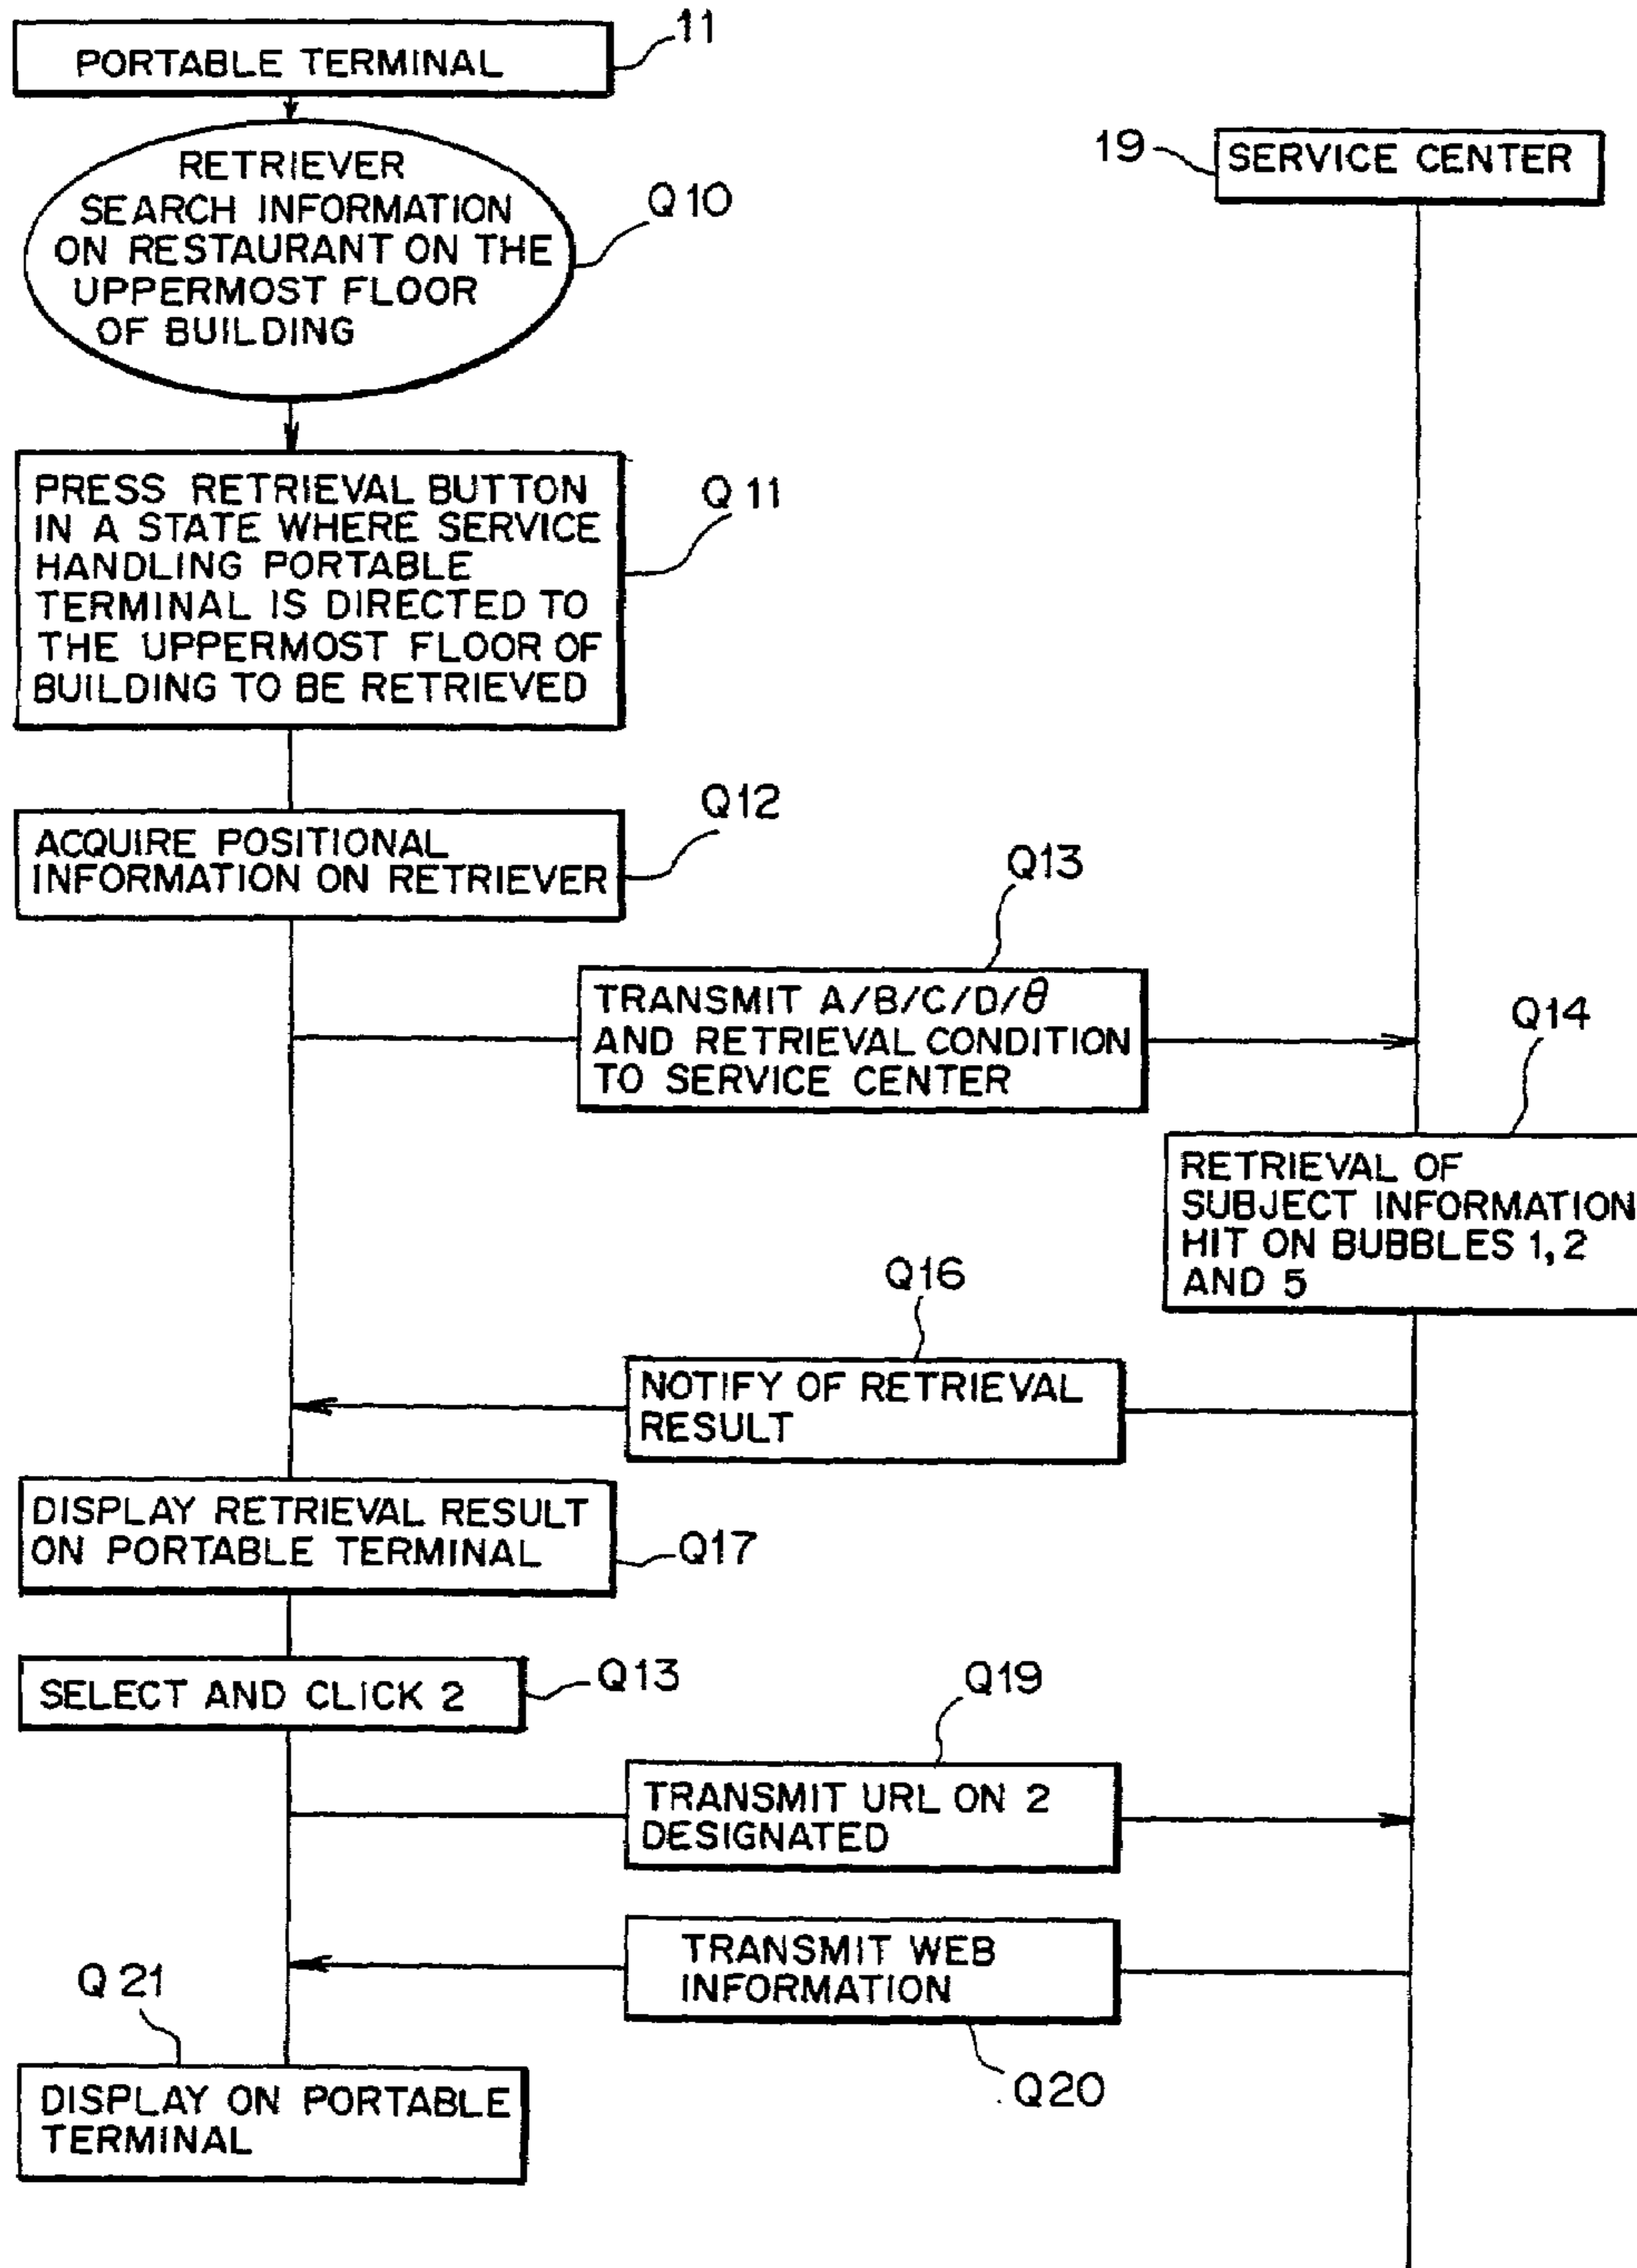 11
PORTABLE TERMINAL
19
SERVICE CENTER
RETRIEVER
SEARCH INFORMATION
ON RESTAURANT ON THE
UPPERMOST FLOOR
OF BUILDING
Q10
PRESS RETRIEVAL BUTTON
IN A STATE WHERE SERVICE
HANDLING PORTABLE
TERMINAL IS DIRECTED TO
THE UPPERMOST FLOOR OF
BUILDING TO BE RETRIEVED
Q11
Q12
ACQUIRE POSITIONAL
INFORMATION ON RETRIEVER
Q13
TRANSMIT A/B/C/D/θ
AND RETRIEVAL CONDITION
TO SERVICE CENTER
Q14
RETRIEVAL OF
SUBJECT INFORMATION
HIT ON BUBBLES 1, 2
AND 5
Q16
NOTIFY OF RETRIEVAL
RESULT
DISPLAY RETRIEVAL RESULT
ON PORTABLE TERMINAL
Q17
SELECT AND CLICK 2
Q13
Q19
TRANSMIT URL ON 2
DESIGNATED
TRANSMIT WEB
INFORMATION
Q20
Q21
DISPLAY ON PORTABLE
TERMINAL